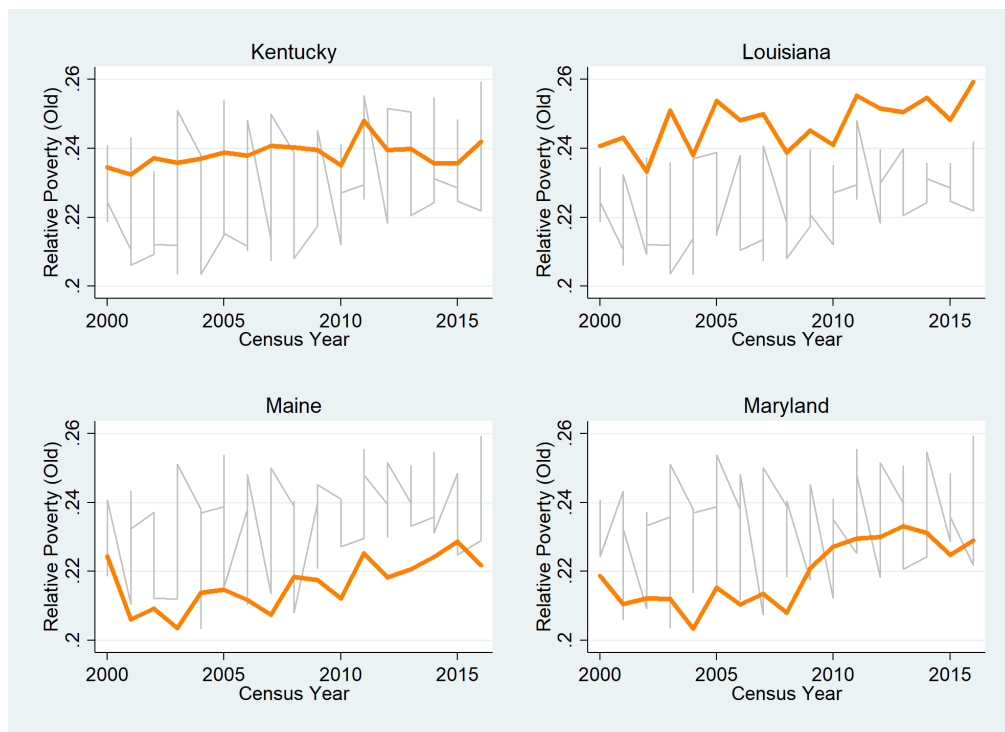 Kentucky
Relative Poverty (Old)
.26
.24
.22
.2
2000 2005 2010 2015
Census Year
Louisiana
Relative Poverty (Old)
.26
.24
.22
.2
2000 2005 2010 2015
Census Year
Maine
Relative Poverty (Old)
.26
.24
.22
.2
2000 2005 2010 2015
Census Year
Maryland
Relative Poverty (Old)
.26
.24
.22
.2
2000 2005 2010 2015
Census Year